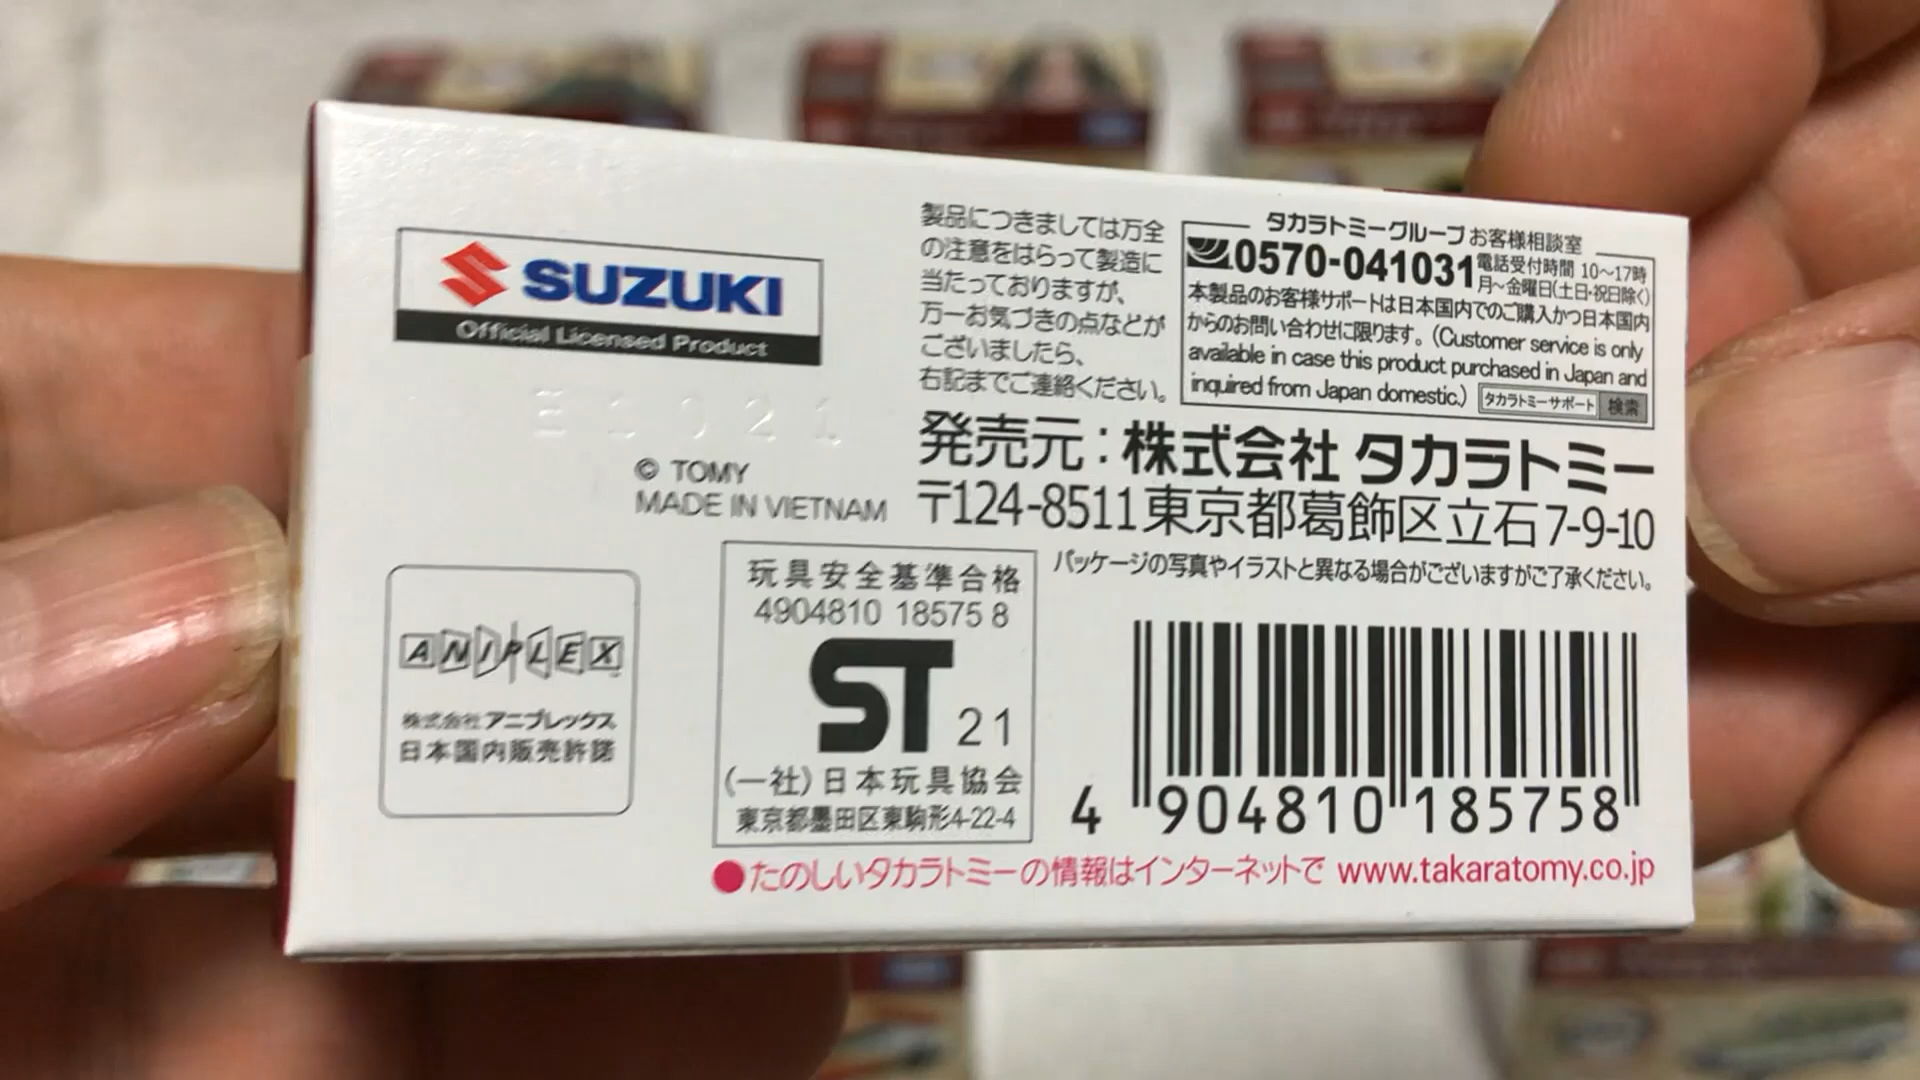 SUZUKI
Official Licensed Product
© TOMY
MADE IN VIETNAM
ANIPLEX
株式会社アニプレックス
日本国内販売許諾
製品につきましては万全
の注意をはらって製造に
当たっておりますが、
万一お気づきの点などが
ございましたら、
右記までご連絡ください。
タカラトミーグループお客様相談室
0570-041031
電話受付時間 10～17時
月～金曜日(土日・祝日除く)
本製品のお客様サポートは日本国内でのご購入かつ日本国内
からのお問い合わせに限ります。(Customer service is only
available in case this product purchased in Japan and
inquired from Japan domestic.)
タカラトミーサポート 検索
発売元：株式会社 タカラトミー
〒124-8511東京都葛飾区立石7-9-10
パッケージの写真やイラストと異なる場合がございますがご了承ください。
玩具安全基準合格
4904810 18575 8
ST 21
(一社)日本玩具協会
東京都墨田区東駒形4-22-4
4 904810 185758
●たのしいタカラトミーの情報はインターネットで www.takaratomy.co.jp